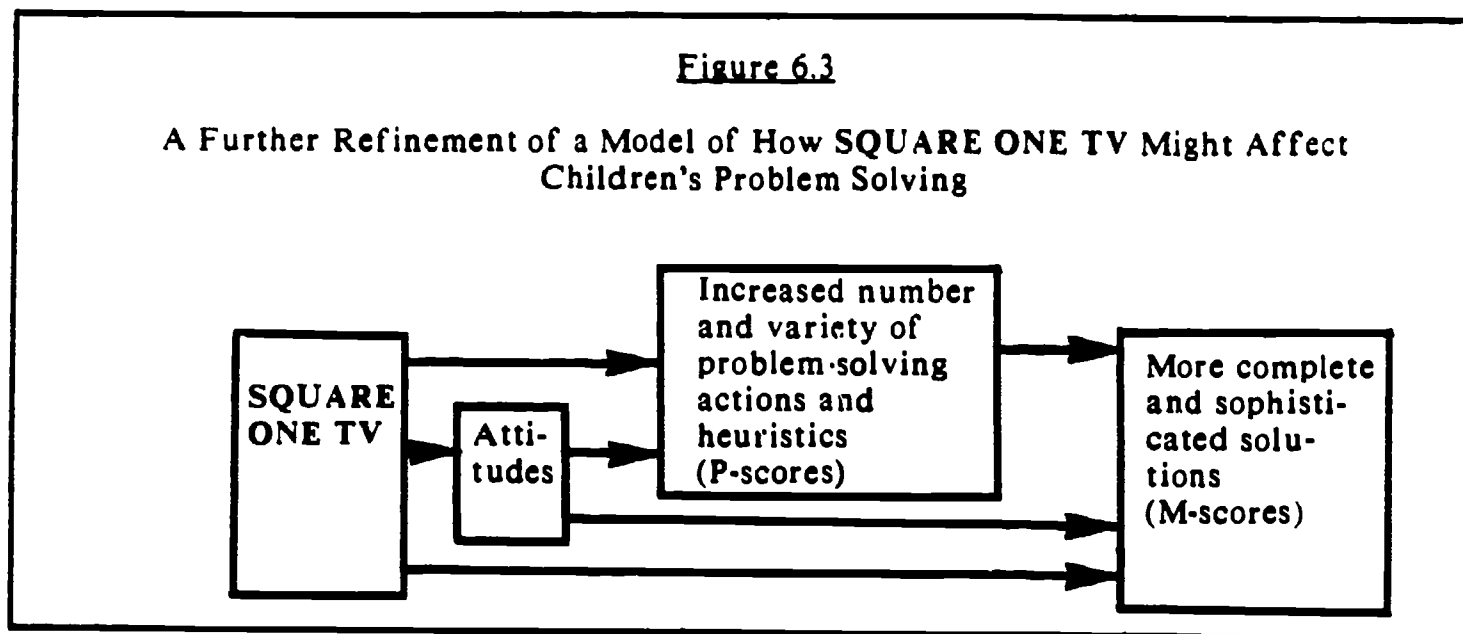 Figure 6.3
A Further Refinement of a Model of How SQUARE ONE TV Might Affect
Children's Problem Solving
SQUARE
ONE TV
Atti-
tudes
Increased number
and variety of
problem-solving
actions and
heuristics
(P-scores)
More complete
and sophisti-
cated solu-
tions
(M-scores)